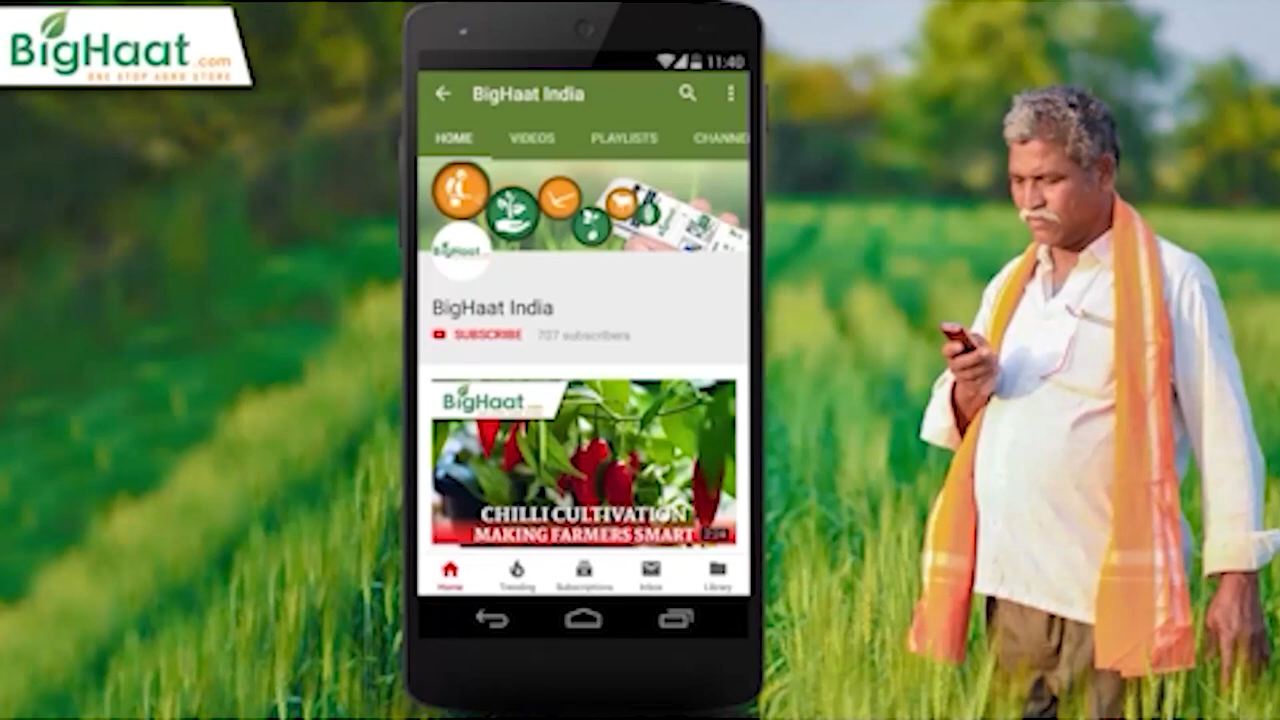 BigHaat.com
ONE STOP AGRO STORE
11:40
BigHaat India
HOME VIDEOS PLAYLISTS CHANNE
BigHaat
BigHaat India
SUBSCRIBE 707 subscribers
BigHaat
CHILLI CULTIVATION
MAKING FARMERS SMART
Home Trending Subscriptions Inbox Library